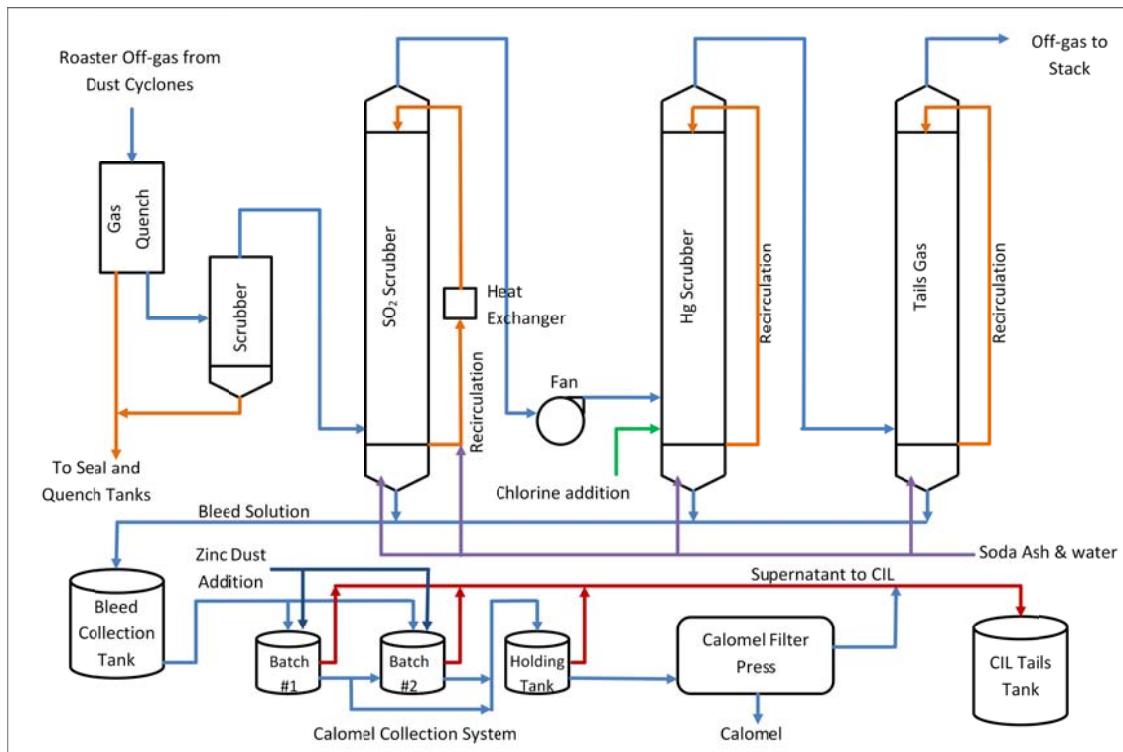 Roaster Off-gas from
Dust Cyclones
Off-gas to
Stack
Gas
Quench
Scrubber
SO₂ Scrubber
Heat
Exchanger
Recirculation
Fan
Hg Scrubber
Recirculation
Tails Gas
Recirculation
To Seal and
Quench Tanks
Chlorine addition
Bleed Solution
Soda Ash & water
Zinc Dust
Addition
Supernatant to CIL
Bleed
Collection
Tank
Batch
#1
Batch
#2
Holding
Tank
Calomel Filter
Press
CIL Tails
Tank
Calomel Collection System
Calomel